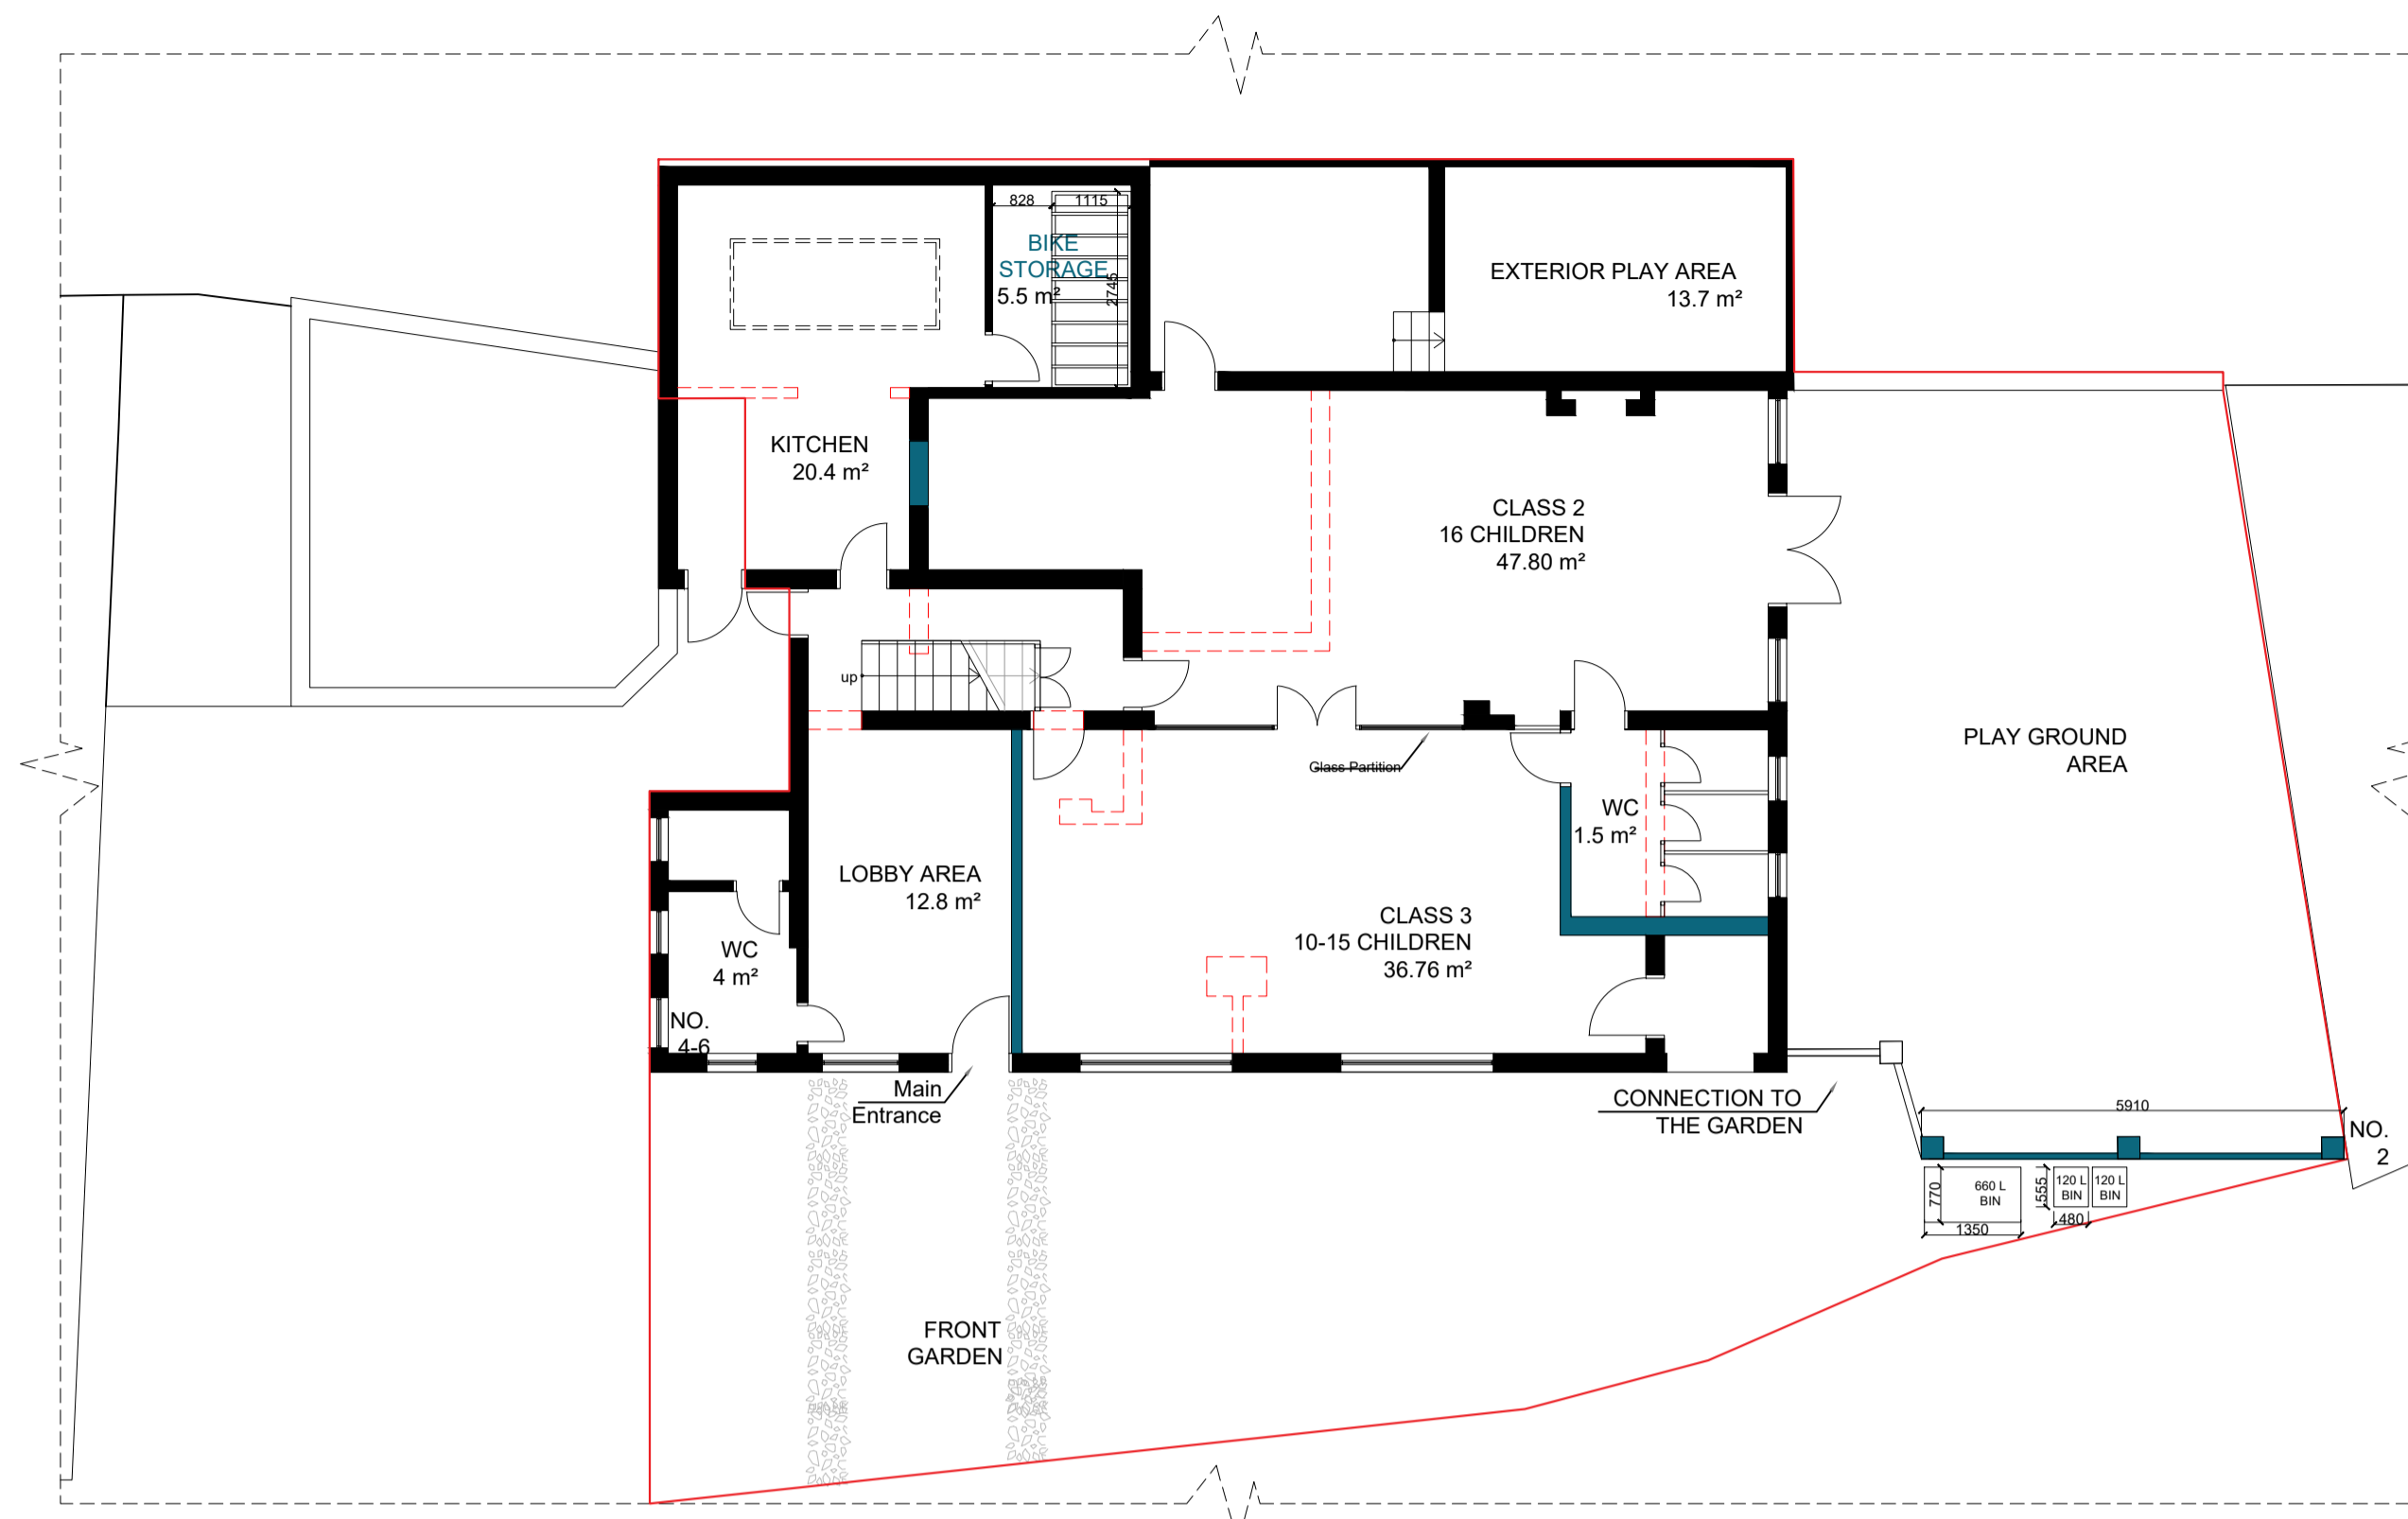 828
1115
BIKE
STORAGE
5.5 m²
2745
EXTERIOR PLAY AREA
13.7 m²
KITCHEN
20.4 m²
CLASS 2
16 CHILDREN
47.80 m²
up
Glass Partition
PLAY GROUND
AREA
WC
1.5 m²
LOBBY AREA
12.8 m²
CLASS 3
10-15 CHILDREN
36.76 m²
WC
4 m²
NO.
4-6
Main
Entrance
CONNECTION TO
THE GARDEN
5910
NO.
2
770
660 L
BIN
1350
555
120 L
BIN
480
120 L
BIN
FRONT
GARDEN